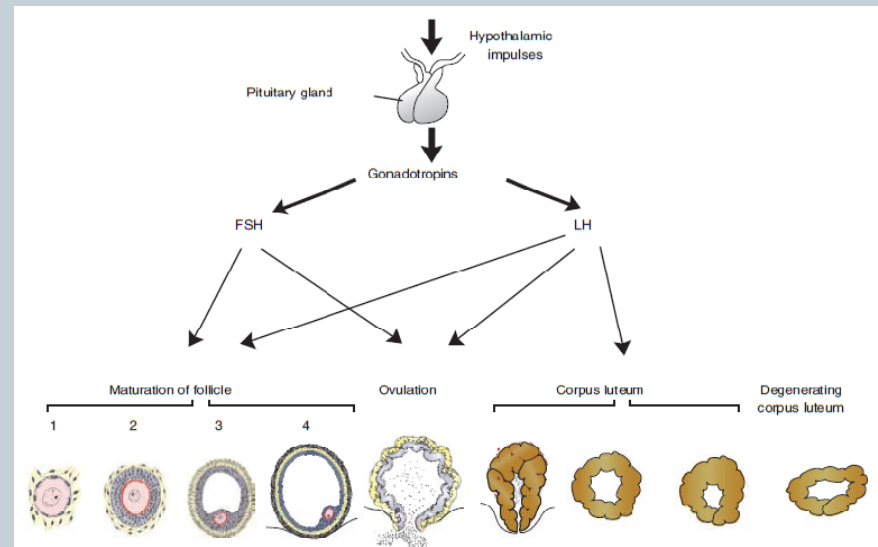 Hypothalamic
impulses
Pituitary gland
Gonadotropins
FSH LH
Maturation of follicle Ovulation Corpus luteum Degenerating
corpus luteum
1 2 3 4